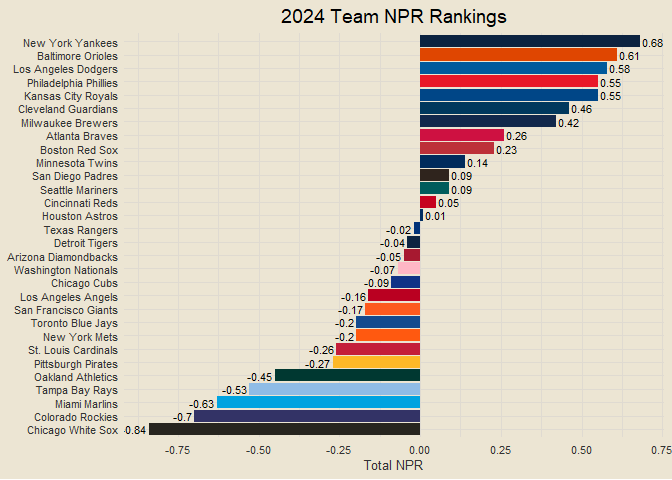 2024 Team NPR Rankings
New York Yankees 0.68
Baltimore Orioles 0.61
Los Angeles Dodgers 0.58
Philadelphia Phillies 0.55
Kansas City Royals 0.55
Cleveland Guardians 0.46
Milwaukee Brewers 0.42
Atlanta Braves 0.26
Boston Red Sox 0.23
Minnesota Twins 0.14
San Diego Padres 0.09
Seattle Mariners 0.09
Cincinnati Reds 0.05
Houston Astros 0.01
Texas Rangers -0.02
Detroit Tigers -0.04
Arizona Diamondbacks -0.05
Washington Nationals -0.07
Chicago Cubs -0.09
Los Angeles Angels -0.16
San Francisco Giants -0.17
Toronto Blue Jays -0.2
New York Mets -0.2
St. Louis Cardinals -0.26
Pittsburgh Pirates -0.27
Oakland Athletics -0.45
Tampa Bay Rays -0.53
Miami Marlins -0.63
Colorado Rockies -0.7
Chicago White Sox -0.84
-0.75 -0.50 -0.25 0.00 0.25 0.50 0.75
Total NPR